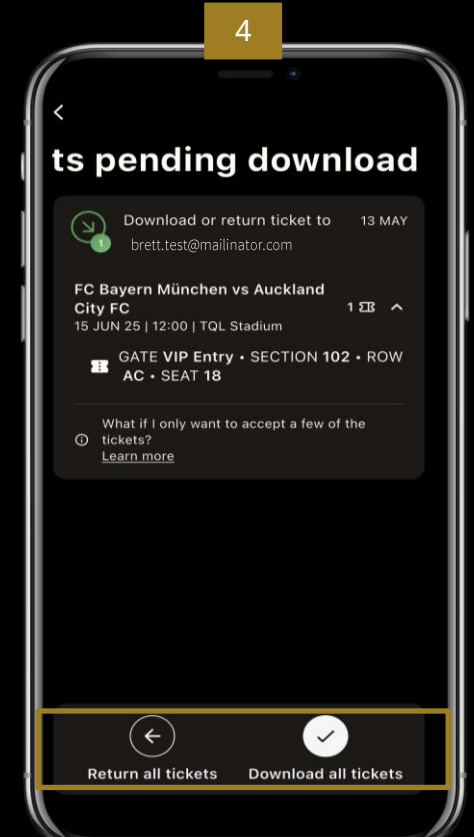 4
ts pending download
Download or return ticket to 13 MAY
1 brett.test@mailinator.com
FC Bayern München vs Auckland
City FC 1
15 JUN 25 | 12:00 | TQL Stadium
GATE VIP Entry • SECTION 102 • ROW
AC • SEAT 18
What if I only want to accept a few of the
tickets?
Learn more
Return all tickets Download all tickets